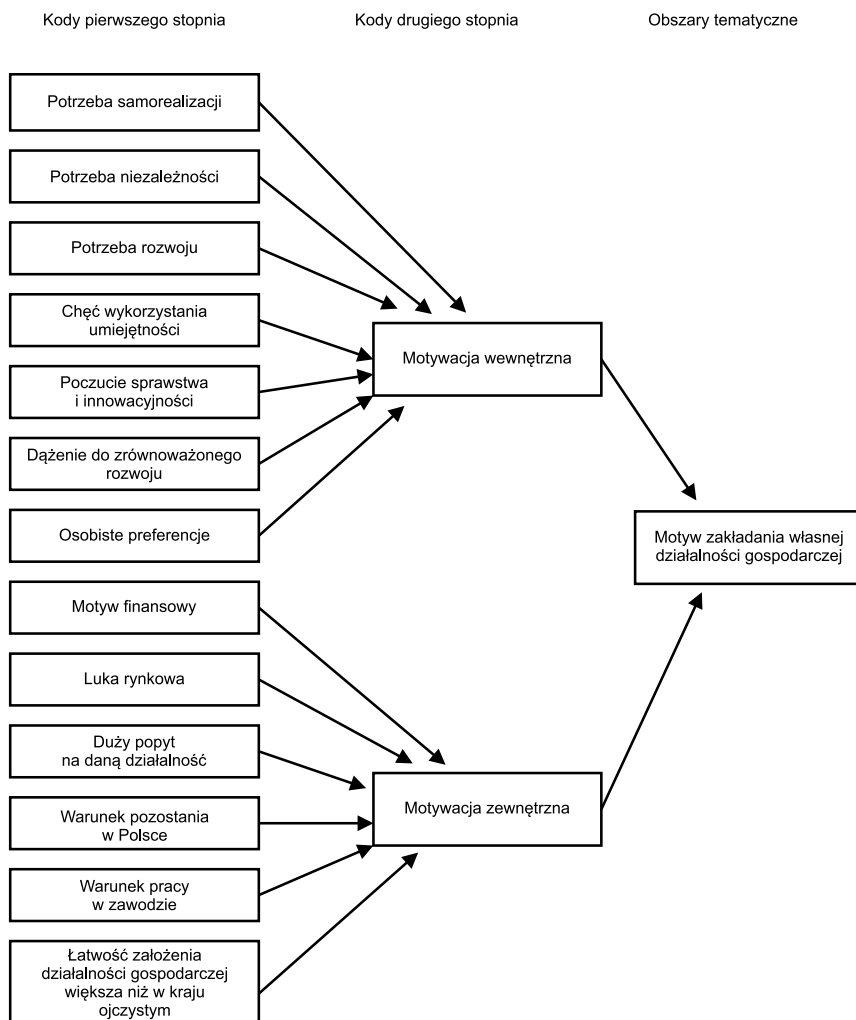 Kody pierwszego stopnia
Kody drugiego stopnia
Obszary tematyczne
Potrzeba samorealizacji
Potrzeba niezależności
Potrzeba rozwoju
Chęć wykorzystania
umiejętności
Poczucie sprawstwa
i innowacyjności
Dążenie do zrównoważonego
rozwoju
Osobiste preferencje
Motyw finansowy
Luka rynkowa
Duży popyt
na daną działalność
Warunek pozostania
w Polsce
Warunek pracy
w zawodzie
Łatwość założenia
działalności gospodarczej
większa niż w kraju
ojczystym
Motywacja wewnętrzna
Motywacja zewnętrzna
Motyw zakładania własnej
działalności gospodarczej